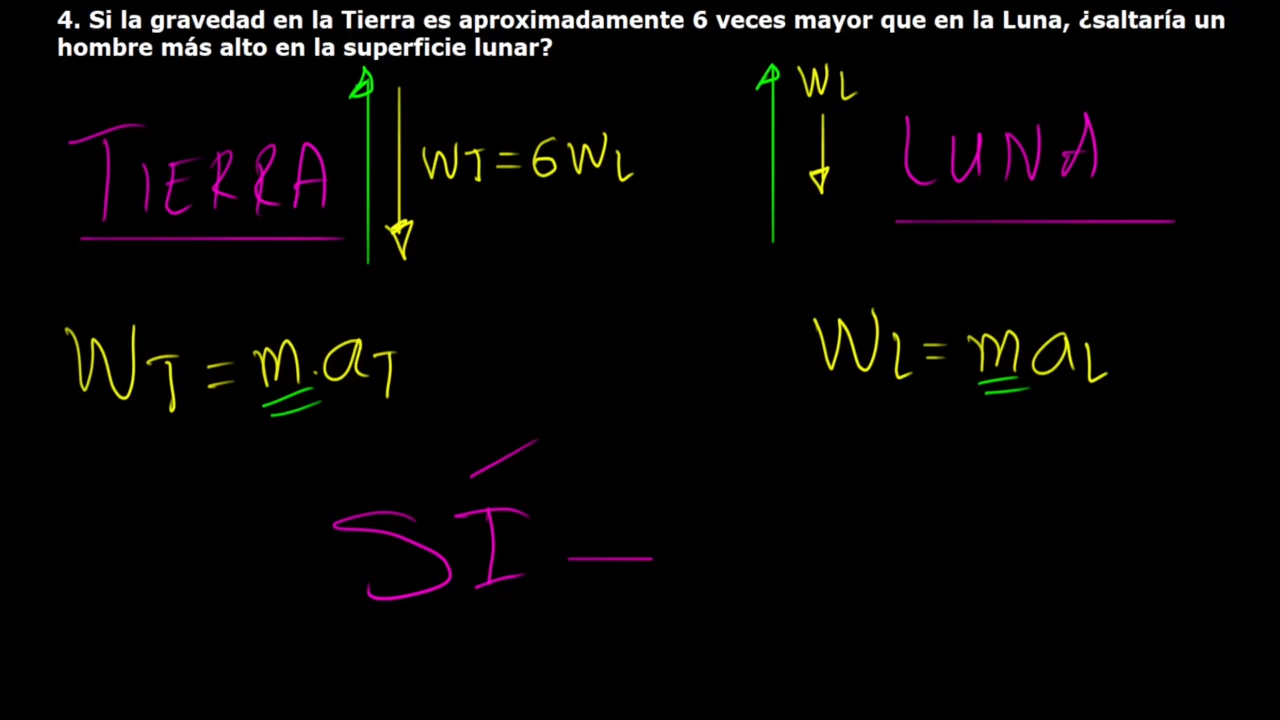 4. Si la gravedad en la Tierra es aproximadamente 6 veces mayor que en la Luna, ¿saltaría un
hombre más alto en la superficie lunar?
TIERRA
WT = 6WL
WL
LUNA
WT = m.aT
WL = maL
SÍ —